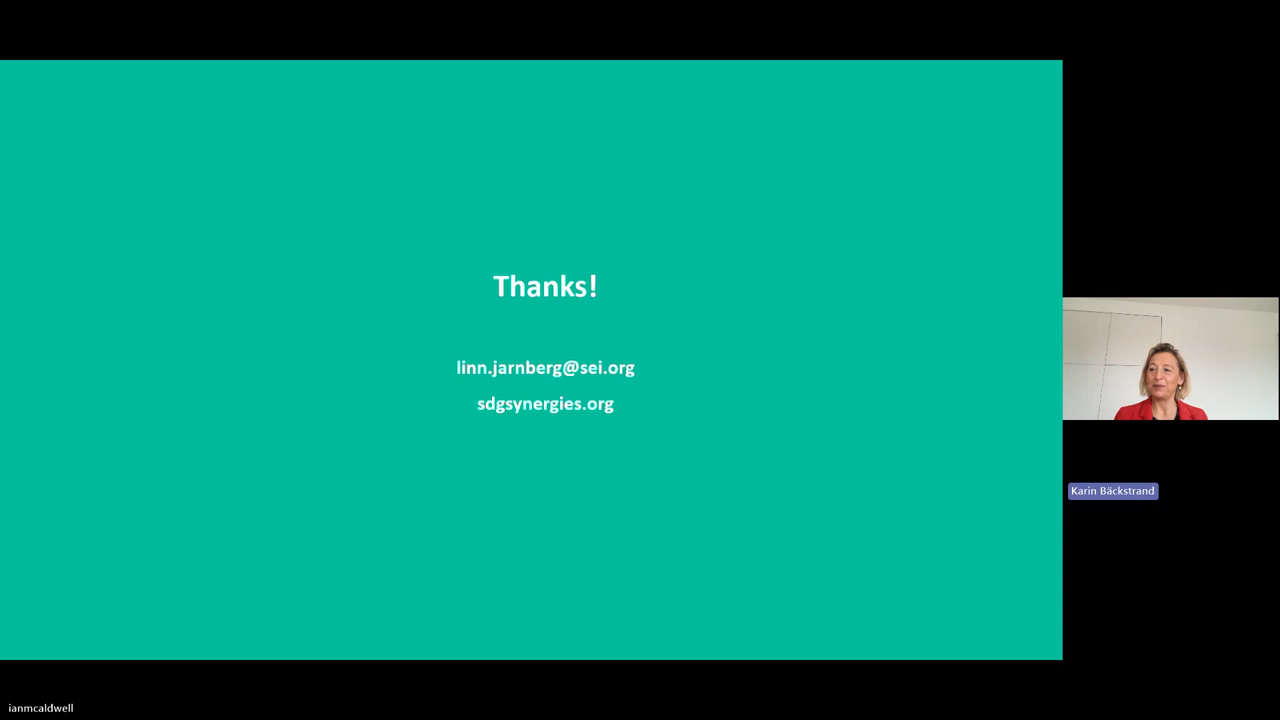 Thanks!
linn.jarnberg@sei.org
sdgsynergies.org
Karin Bäckstrand
ianmcaldwell